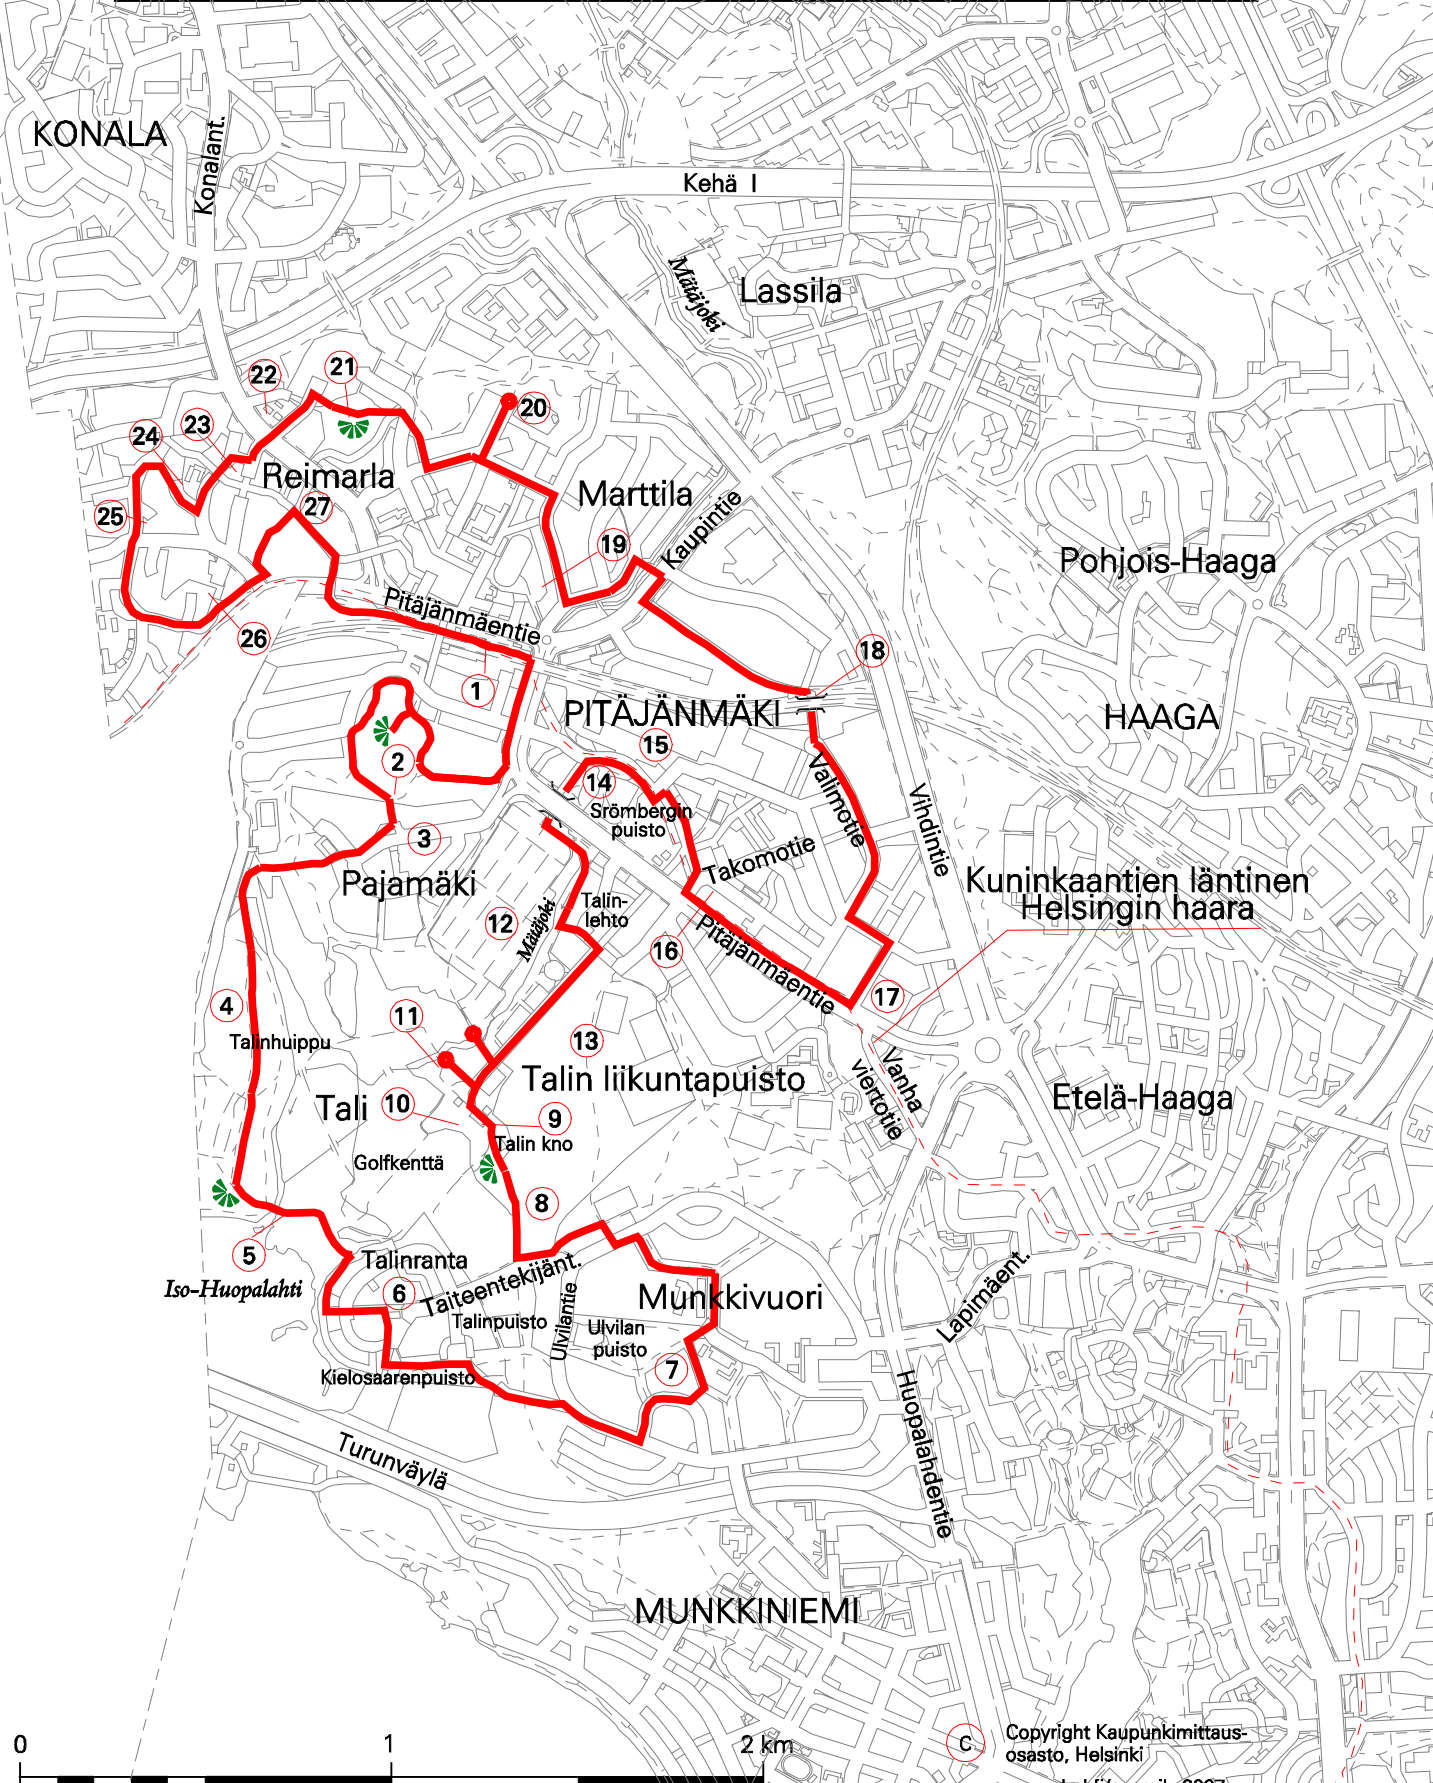 KONALA
Konalant.
Kehä I
Mätäjoki
Lassila
21
22
20
23
24
Reimarla
27
Marttila
25
Kaupintie
19
Pohjois-Haaga
Pitäjänmäentie
26
18
1
PITÄJÄNMÄKI
HAAGA
15
2
14
Valimotie
Vihdintie
Srömbergin
puisto
3
Takomotie
Pajamäki
Kuninkaantien läntinen
Helsingin haara
Talin-
lehto
12
Mätäjoki
16
Pitäjänmäentie
17
4
11
Talinhuippu
13
Talin liikuntapuisto
Vanha
viertotie
Tali
10
9
Etelä-Haaga
Talin kno
Golfkenttä
8
5
Talinranta
Iso-Huopalahti
6
Taiteentekijänt.
Talinpuisto
Ulvilantie
Munkkivuori
Lapimäent.
Ulvilan
puisto
7
Kielosaarenpuisto
Huopalahdentie
Turunväylä
MUNKKINIEMI
0
1
2 km
C
Copyright Kaupunkimittaus-
osasto, Helsinki